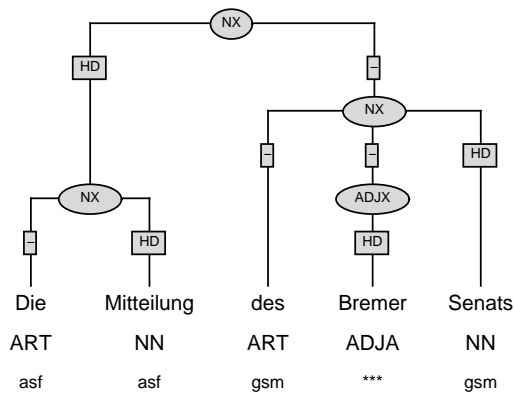 NX
HD –
NX
– – HD
NX ADJX
– HD HD
Die Mitteilung des Bremer Senats
ART NN ART ADJA NN
asf asf gsm *** gsm